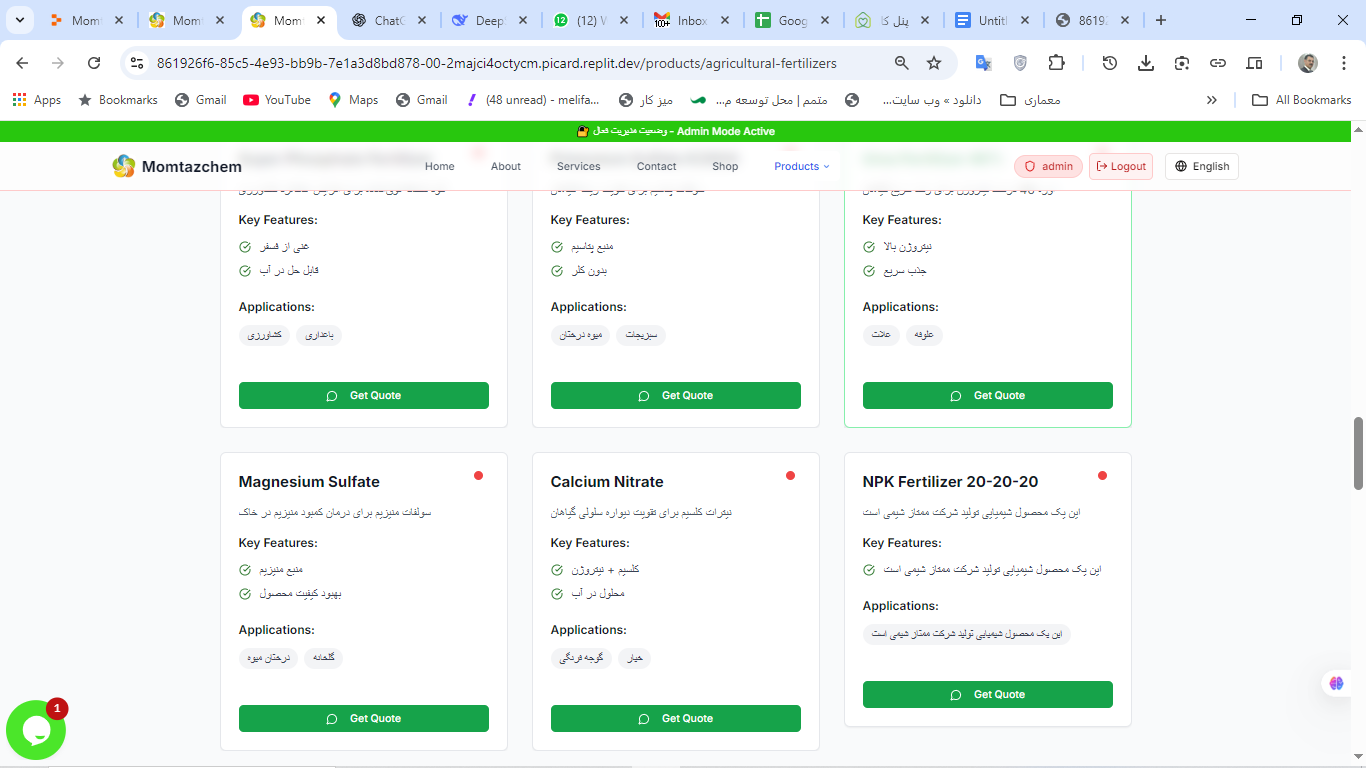 Momt
Momt
Momt
ChatG
DeepS
(12) W
Inbox
Goog
پنل کا
Untitl
8619
861926f6-85c5-4e93-bb9b-7e1a3d8bd878-00-2majci4octycm.picard.replit.dev/products/agricultural-fertilizers
Apps
Bookmarks
Gmail
YouTube
Maps
Gmail
(48 unread) - melifa...
میز کار
متمم | محل توسعه م...
دانلود » وب سایت...
معماری
All Bookmarks
وضعیت مدیریت فعال - Admin Mode Active
Momtazchem
Home
About
Services
Contact
Shop
Products
admin
Logout
English
Key Features:
غنی از فسفر
قابل حل در آب
Applications:
کشاورزی
باغداری
Get Quote
Key Features:
منبع پتاسیم
بدون کلر
Applications:
میوه درختان
سبزیجات
Get Quote
Key Features:
نیتروژن بالا
جذب سریع
Applications:
غلات
علوفه
Get Quote
Magnesium Sulfate
سولفات منیزیم برای درمان کمبود منیزیم در خاک
Key Features:
منبع منیزیم
بهبود کیفیت محصول
Applications:
درختان میوه
گلخانه
Get Quote
Calcium Nitrate
نیترات کلسیم برای تقویت دیواره سلولی گیاهان
Key Features:
کلسیم + نیتروژن
محلول در آب
Applications:
گوجه فرنگی
خیار
Get Quote
NPK Fertilizer 20-20-20
این یک محصول شیمیایی تولید شرکت ممتاز شیمی است
Key Features:
این یک محصول شیمیایی تولید شرکت ممتاز شیمی است
Applications:
این یک محصول شیمیایی تولید شرکت ممتاز شیمی است
Get Quote
1